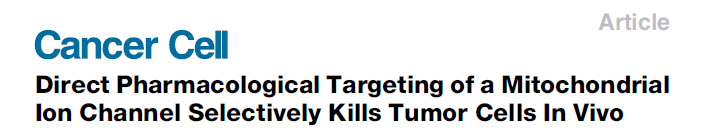 Article
Cancer Cell
Direct Pharmacological Targeting of a Mitochondrial
Ion Channel Selectively Kills Tumor Cells In Vivo